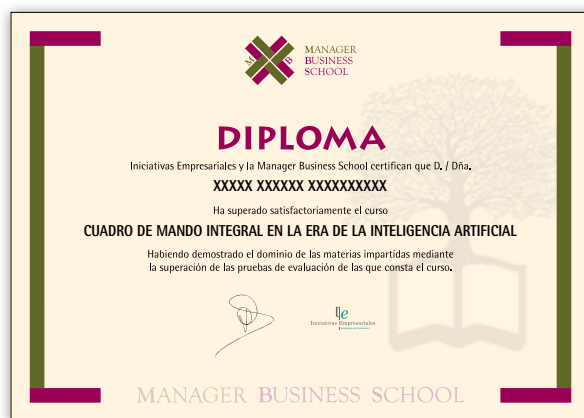 M B
MANAGER
BUSINESS
SCHOOL
DIPLOMA
Iniciativas Empresariales y la Manager Business School certifican que D. / Dña.
XXXXX XXXXXX XXXXXXXXXX
Ha superado satisfactoriamente el curso
CUADRO DE MANDO INTEGRAL EN LA ERA DE LA INTELIGENCIA ARTIFICIAL
Habiendo demostrado el dominio de las materias impartidas mediante
la superación de las pruebas de evaluación de las que consta el curso.
Iniciativas Empresariales
MANAGER BUSINESS SCHOOL